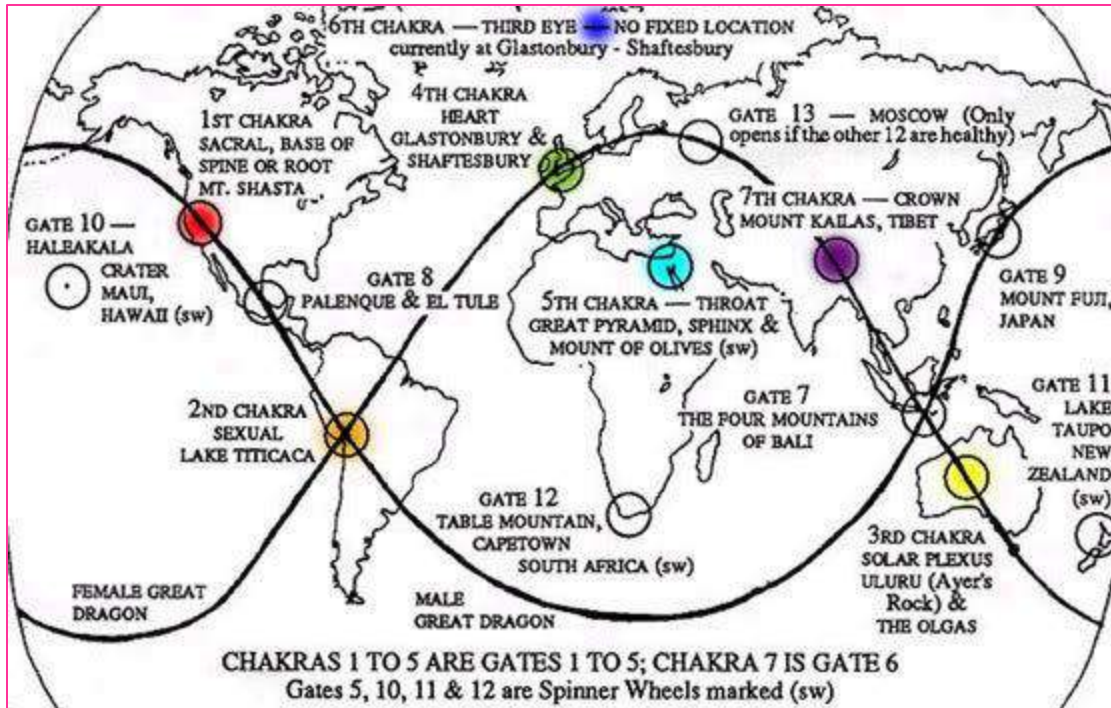 6TH CHAKRA — THIRD EYE — NO FIXED LOCATION
currently at Glastonbury - Shaftesbury
4TH CHAKRA
HEART
GLASTONBURY &
SHAFTESBURY
1ST CHAKRA
SACRAL, BASE OF
SPINE OR ROOT
MT. SHASTA
GATE 13 — MOSCOW (Only
opens if the other 12 are healthy)
7TH CHAKRA — CROWN
MOUNT KAILAS, TIBET
GATE 10 —
HALEAKALA
CRATER
MAUI,
HAWAII (sw)
GATE 8
PALENQUE & EL TULE
5TH CHAKRA — THROAT
GREAT PYRAMID, SPHINX &
MOUNT OF OLIVES (sw)
GATE 9
MOUNT FUJI,
JAPAN
2ND CHAKRA
SEXUAL
LAKE TITICACA
GATE 7
THE FOUR MOUNTAINS
OF BALI
GATE 11
LAKE
TAUPO
NEW
ZEALAND
(sw)
GATE 12
TABLE MOUNTAIN,
CAPETOWN
SOUTH AFRICA (sw)
3RD CHAKRA
SOLAR PLEXUS
ULURU (Ayer's
Rock) &
THE OLGAS
FEMALE GREAT
DRAGON
MALE
GREAT DRAGON
CHAKRAS 1 TO 5 ARE GATES 1 TO 5; CHAKRA 7 IS GATE 6
Gates 5, 10, 11 & 12 are Spinner Wheels marked (sw)